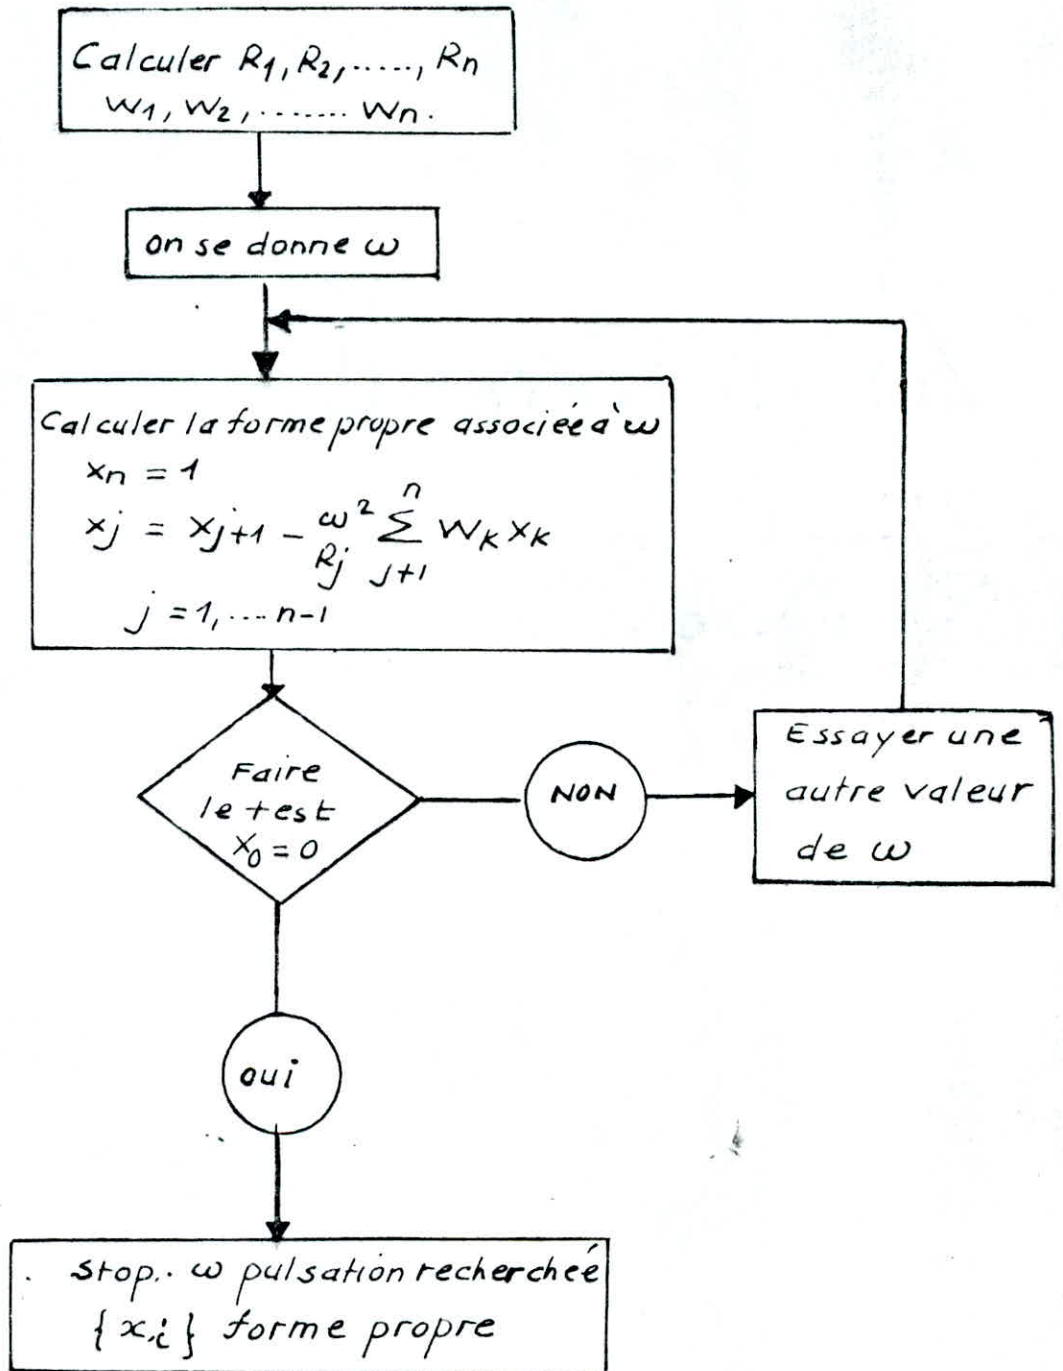 Calculer R₁, R₂, ....., Rn
W₁, W₂, ....... Wn.
on se donne ω
Calculer la forme propre associée à ω
xn = 1
xj = xj+1 - ω²/Rj Σ Wk xk
n
j+1
j = 1, .... n-1
Faire
le test
x₀ = 0
NON
Essayer une
autre valeur
de ω
oui
stop.. ω pulsation recherchée
{xi} forme propre